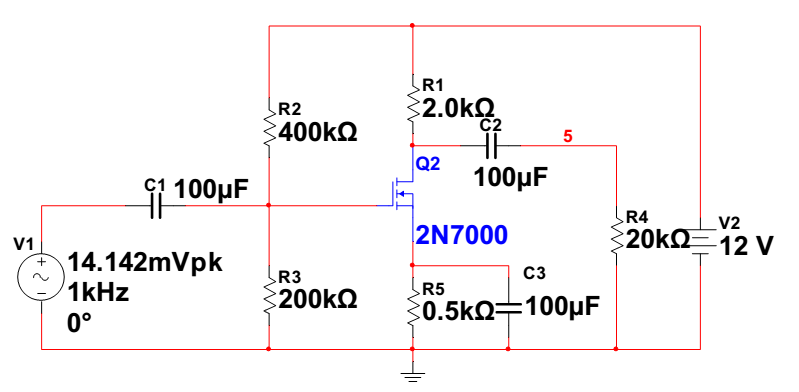 R1
2.0kΩ
R2
400kΩ
C2
100µF
5
Q2
2N7000
C1
100µF
V1
14.142mVpk
1kHz
0°
R3
200kΩ
R4
20kΩ
V2
12 V
R5
0.5kΩ
C3
100µF